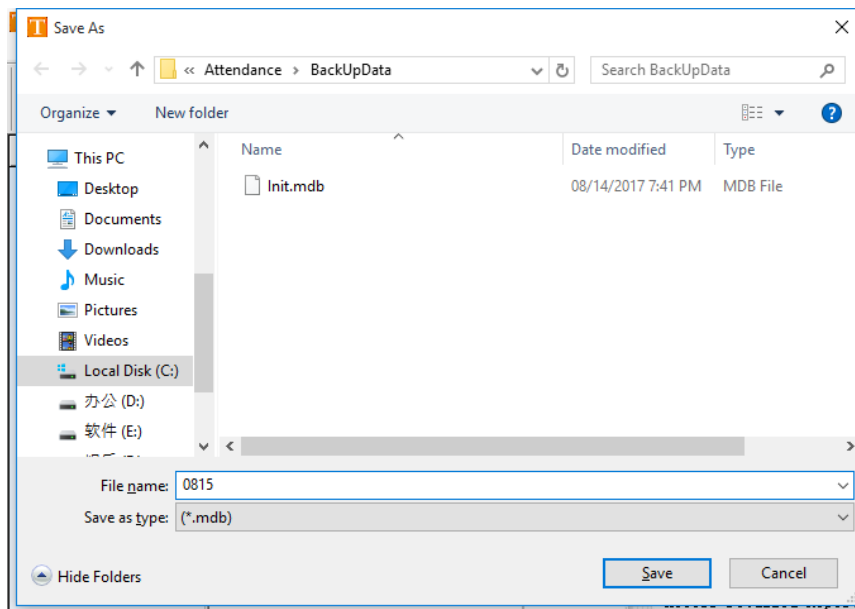 T Save As
« Attendance > BackUpData
Search BackUpData
Organize
New folder
?
Name
Date modified
Type
Init.mdb
08/14/2017 7:41 PM
MDB File
This PC
Desktop
Documents
Downloads
Music
Pictures
Videos
Local Disk (C:)
办公 (D:)
软件 (E:)
File name: 0815
Save as type: (*.mdb)
Hide Folders
Save
Cancel